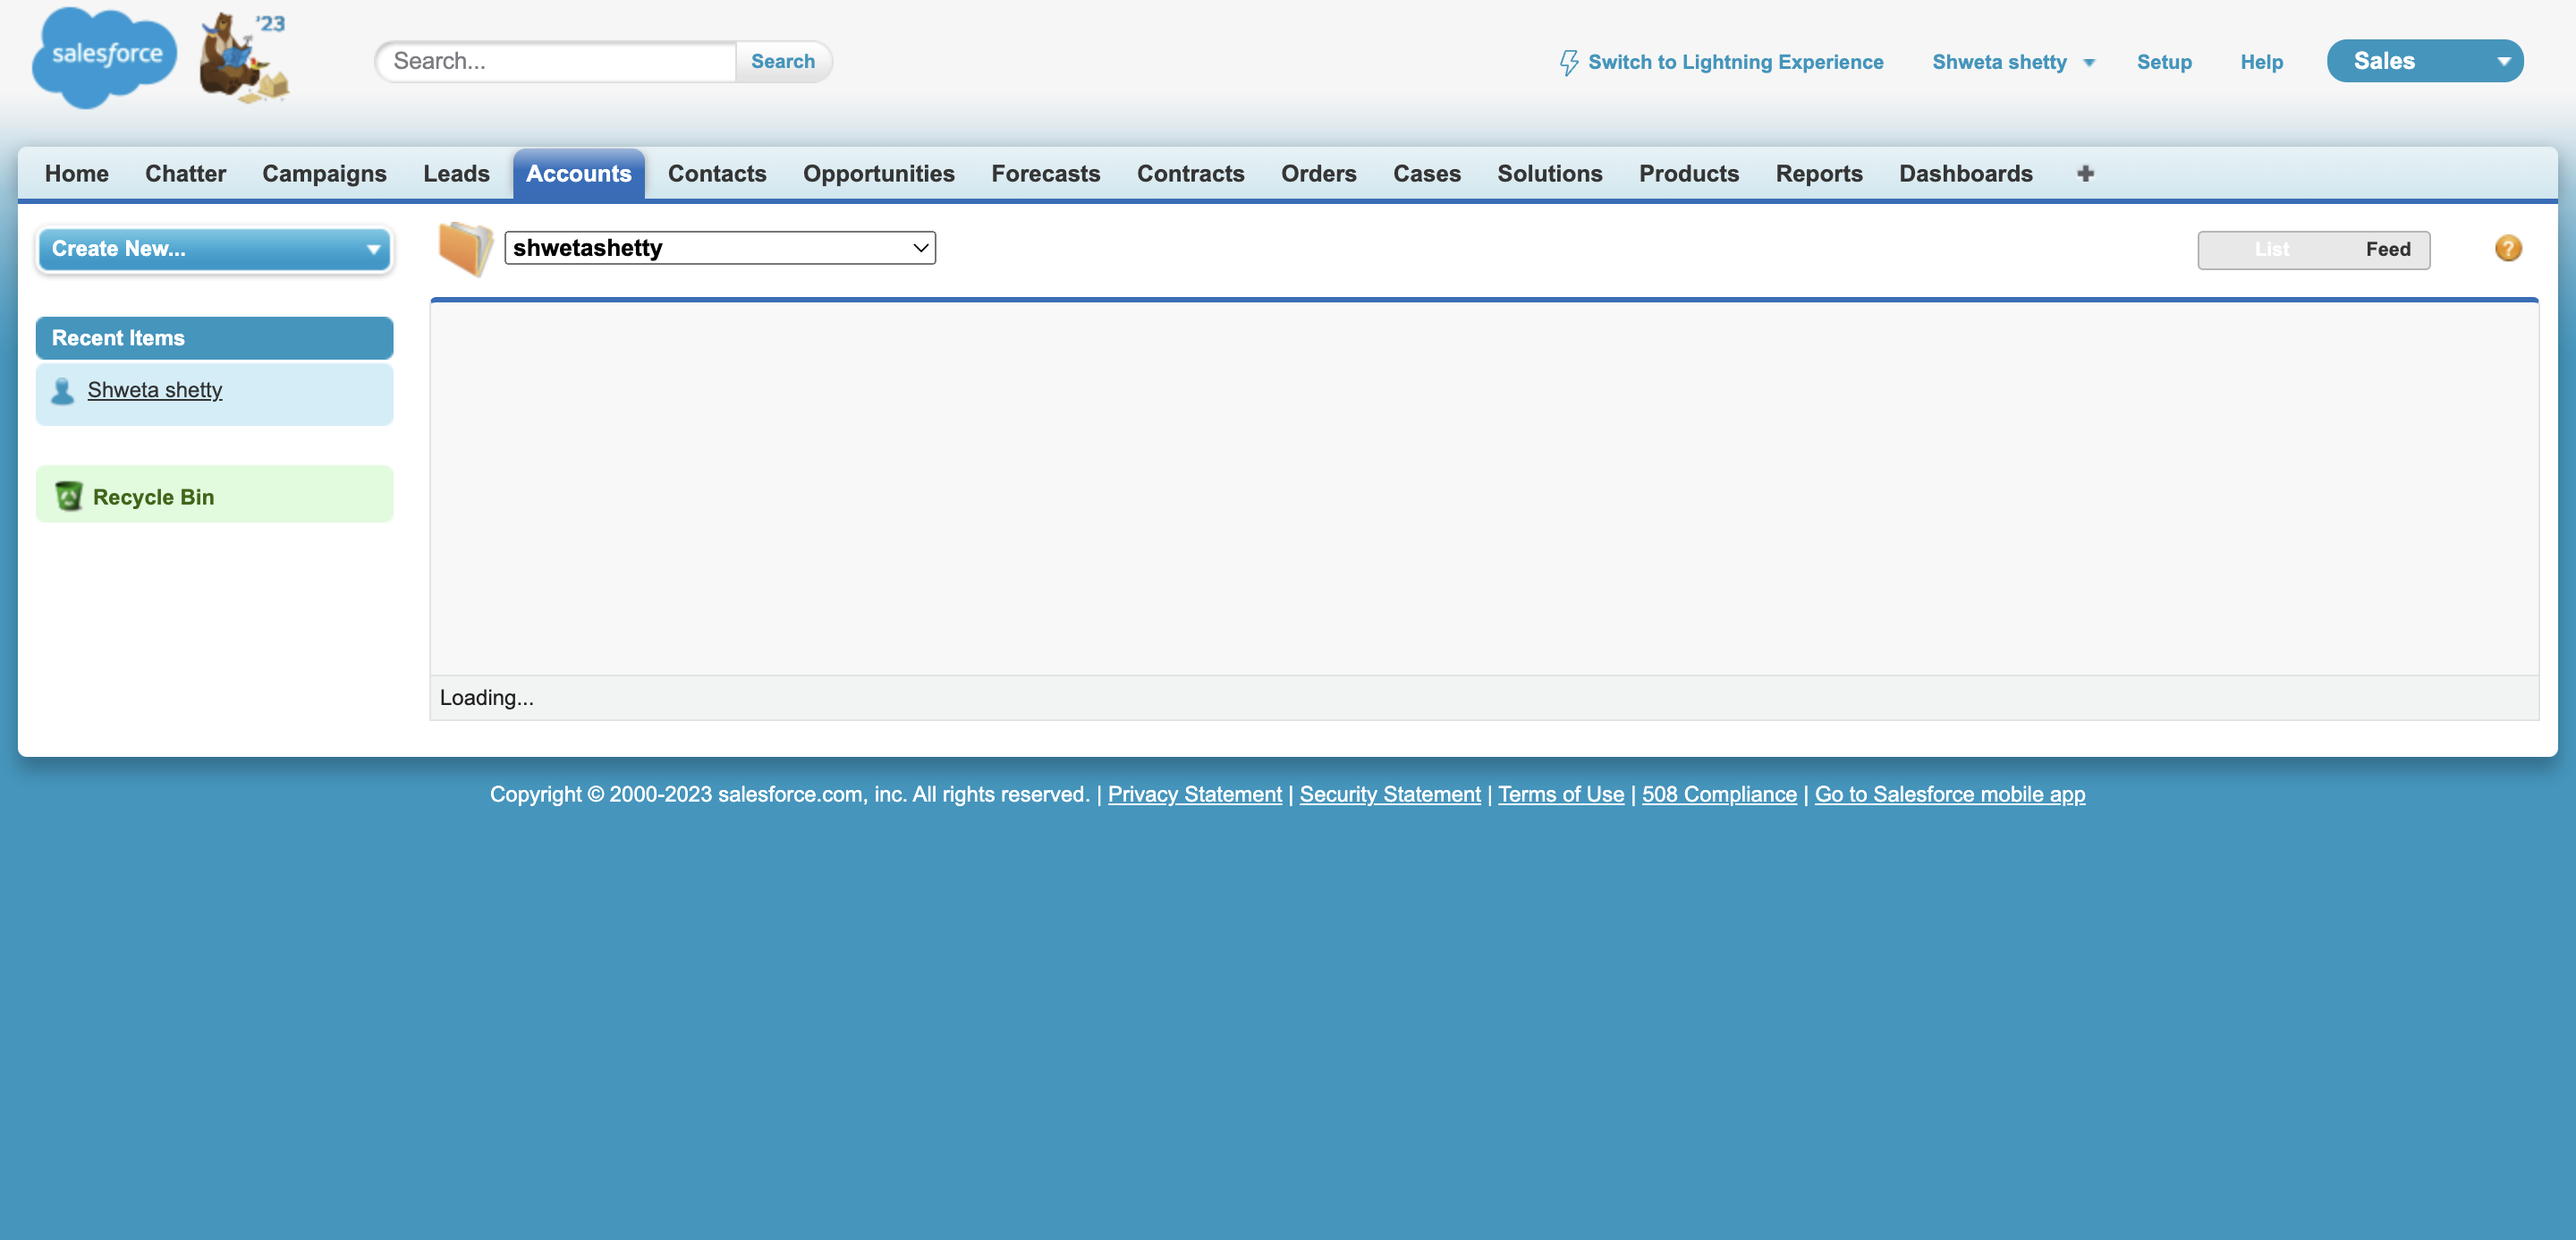 salesforce
'23
Search...
Search
Switch to Lightning Experience
Shweta shetty
Setup
Help
Sales
Home
Chatter
Campaigns
Leads
Accounts
Contacts
Opportunities
Forecasts
Contracts
Orders
Cases
Solutions
Products
Reports
Dashboards
Create New...
shwetashetty
List
Feed
?
Recent Items
Shweta shetty
Recycle Bin
Loading...
Copyright © 2000-2023 salesforce.com, inc. All rights reserved. | Privacy Statement | Security Statement | Terms of Use | 508 Compliance | Go to Salesforce mobile app